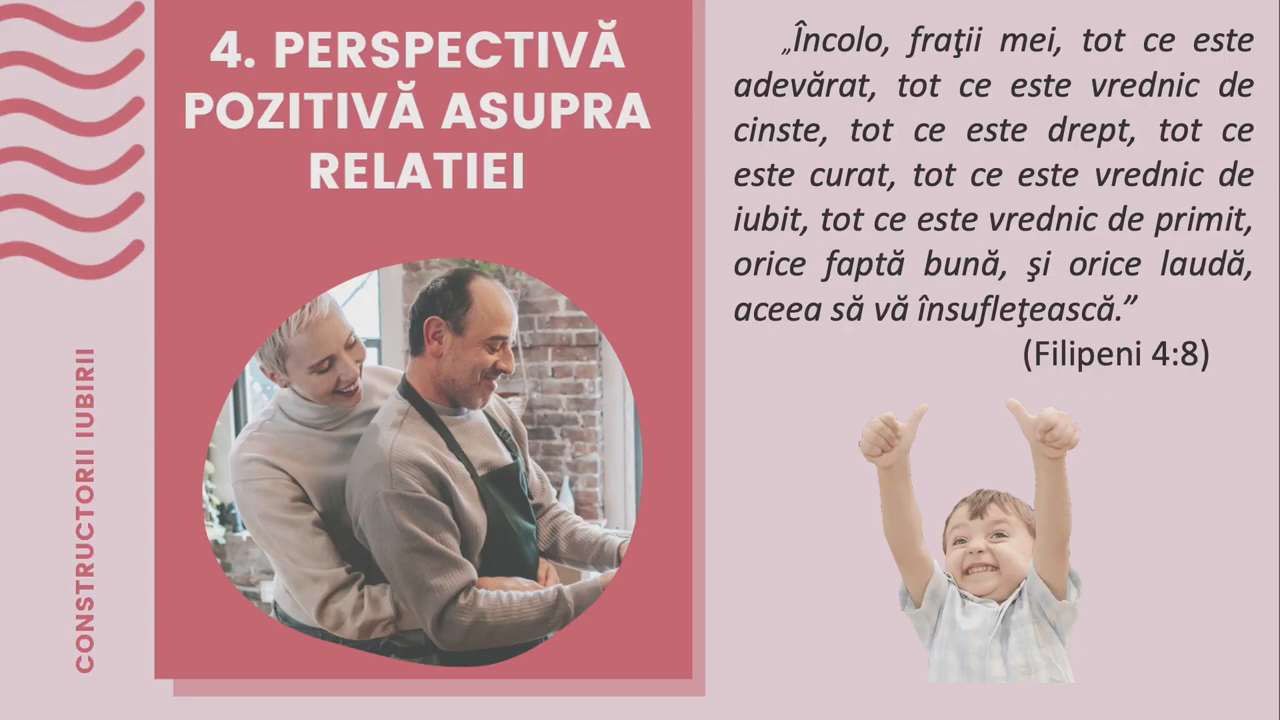 4. PERSPECTIVĂ
POZITIVĂ ASUPRA
RELATIEI
CONSTRUCTORII IUBIRII
„Încolo, fraţii mei, tot ce este
adevărat, tot ce este vrednic de
cinste, tot ce este drept, tot ce
este curat, tot ce este vrednic de
iubit, tot ce este vrednic de primit,
orice faptă bună, şi orice laudă,
aceea să vă însufleţească.”
(Filipeni 4:8)